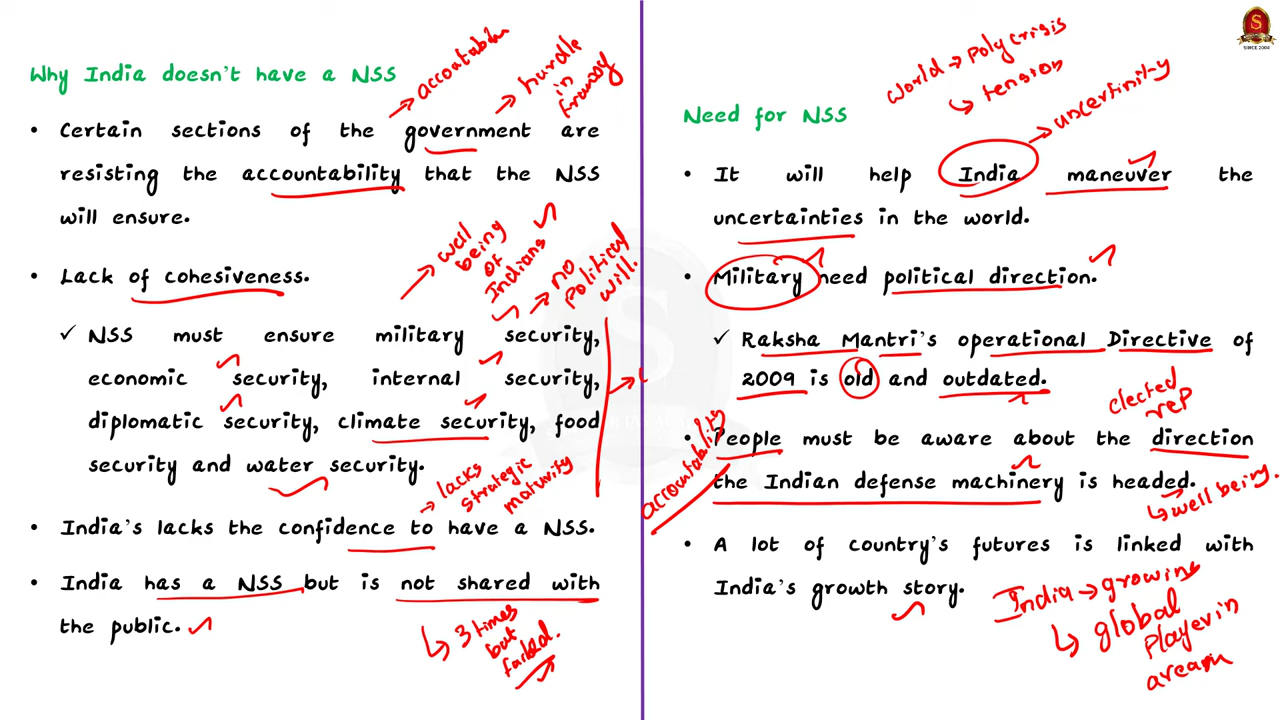 Why India doesn't have a NSS
→ accoatabln
→ hurdle
in
• Certain sections of the government are
resisting the accountability that the NSS
will ensure.
• Lack of cohesiveness.
→ well
being
of
Indians
→ no
political
will.
✓ NSS must ensure military security,
economic security, internal security,
diplomatic security, climate security, food
security and water security.
→ lacks
strategic
maturity
• India's lacks the confidence to have a NSS.
• India has a NSS but is not shared with
the public.
↳ 3 times
but
failed.
S
SINCE 2004
World → polycrisis
↳ tension
Need for NSS
→ uncertinity
• It will help India maneuver the
uncertainties in the world.
• Military need political direction.
✓ Raksha Mantri's operational Directive of
2009 is old and outdated.
elected
rep
accountability
• People must be aware about the direction
the Indian defense machinery is headed.
↳ well being.
• A lot of country's futures is linked with
India's growth story.
India → growing
↳ global
player in